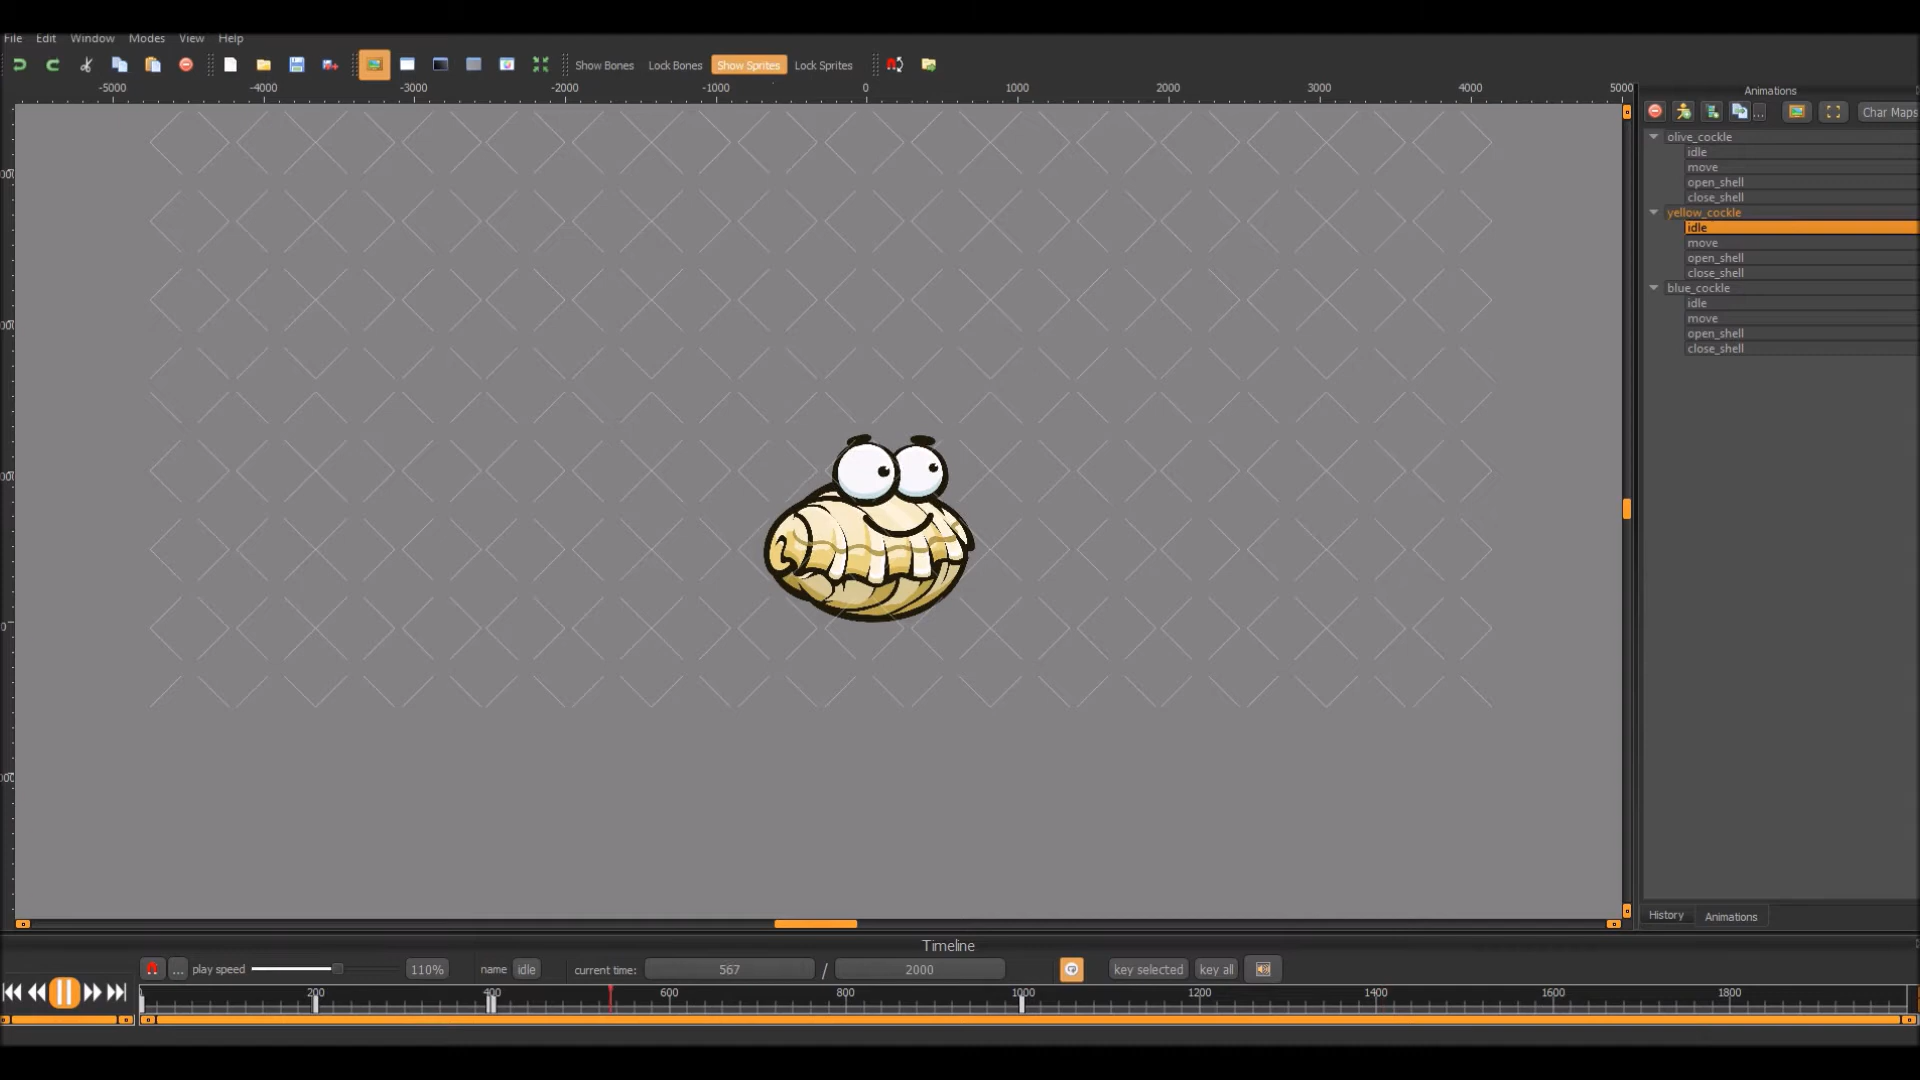 File Edit Window Modes View Help
Show Bones Lock Bones Show Sprites Lock Sprites
-5000 -4000 -3000 -2000 -1000 0 1000 2000 3000 4000 5000
Animations
... Char Maps
olive_cockle
idle
move
open_shell
close_shell
yellow_cockle
idle
move
open_shell
close_shell
blue_cockle
idle
move
open_shell
close_shell
History Animations
Timeline
... play speed 110% name idle current time: 567 / 2000 key selected key all
200 400 600 800 1000 1200 1400 1600 1800